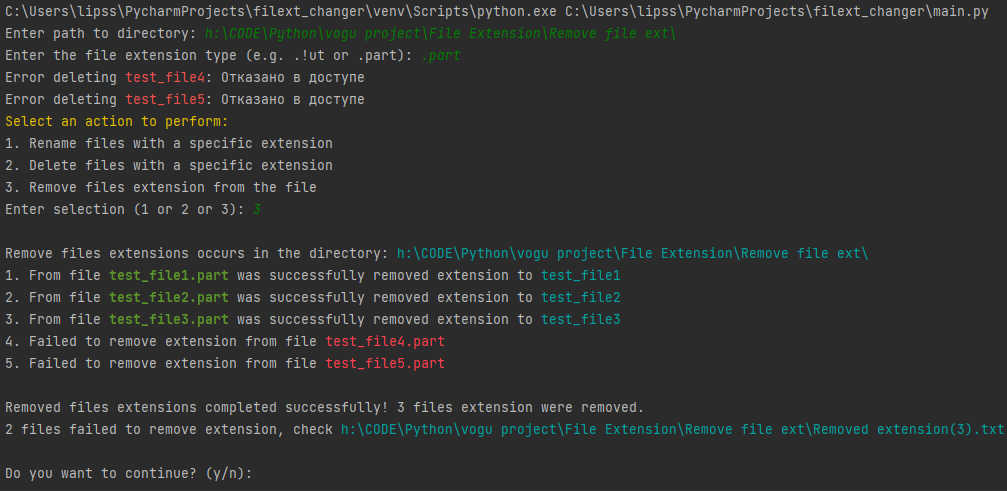 C:\Users\lipss\PycharmProjects\filext_changer\venv\Scripts\python.exe C:\Users\lipss\PycharmProjects\filext_changer\main.py
Enter path to directory: h:\CODE\Python\vogu project\File Extension\Remove file ext\
Enter the file extension type (e.g. .!ut or .part): .part
Error deleting test_file4: Отказано в доступе
Error deleting test_file5: Отказано в доступе
Select an action to perform:
1. Rename files with a specific extension
2. Delete files with a specific extension
3. Remove files extension from the file
Enter selection (1 or 2 or 3): 3
Remove files extensions occurs in the directory: h:\CODE\Python\vogu project\File Extension\Remove file ext\
1. From file test_file1.part was successfully removed extension to test_file1
2. From file test_file2.part was successfully removed extension to test_file2
3. From file test_file3.part was successfully removed extension to test_file3
4. Failed to remove extension from file test_file4.part
5. Failed to remove extension from file test_file5.part
Removed files extensions completed successfully! 3 files extension were removed.
2 files failed to remove extension, check h:\CODE\Python\vogu project\File Extension\Remove file ext\Removed extension(3).txt
Do you want to continue? (y/n):